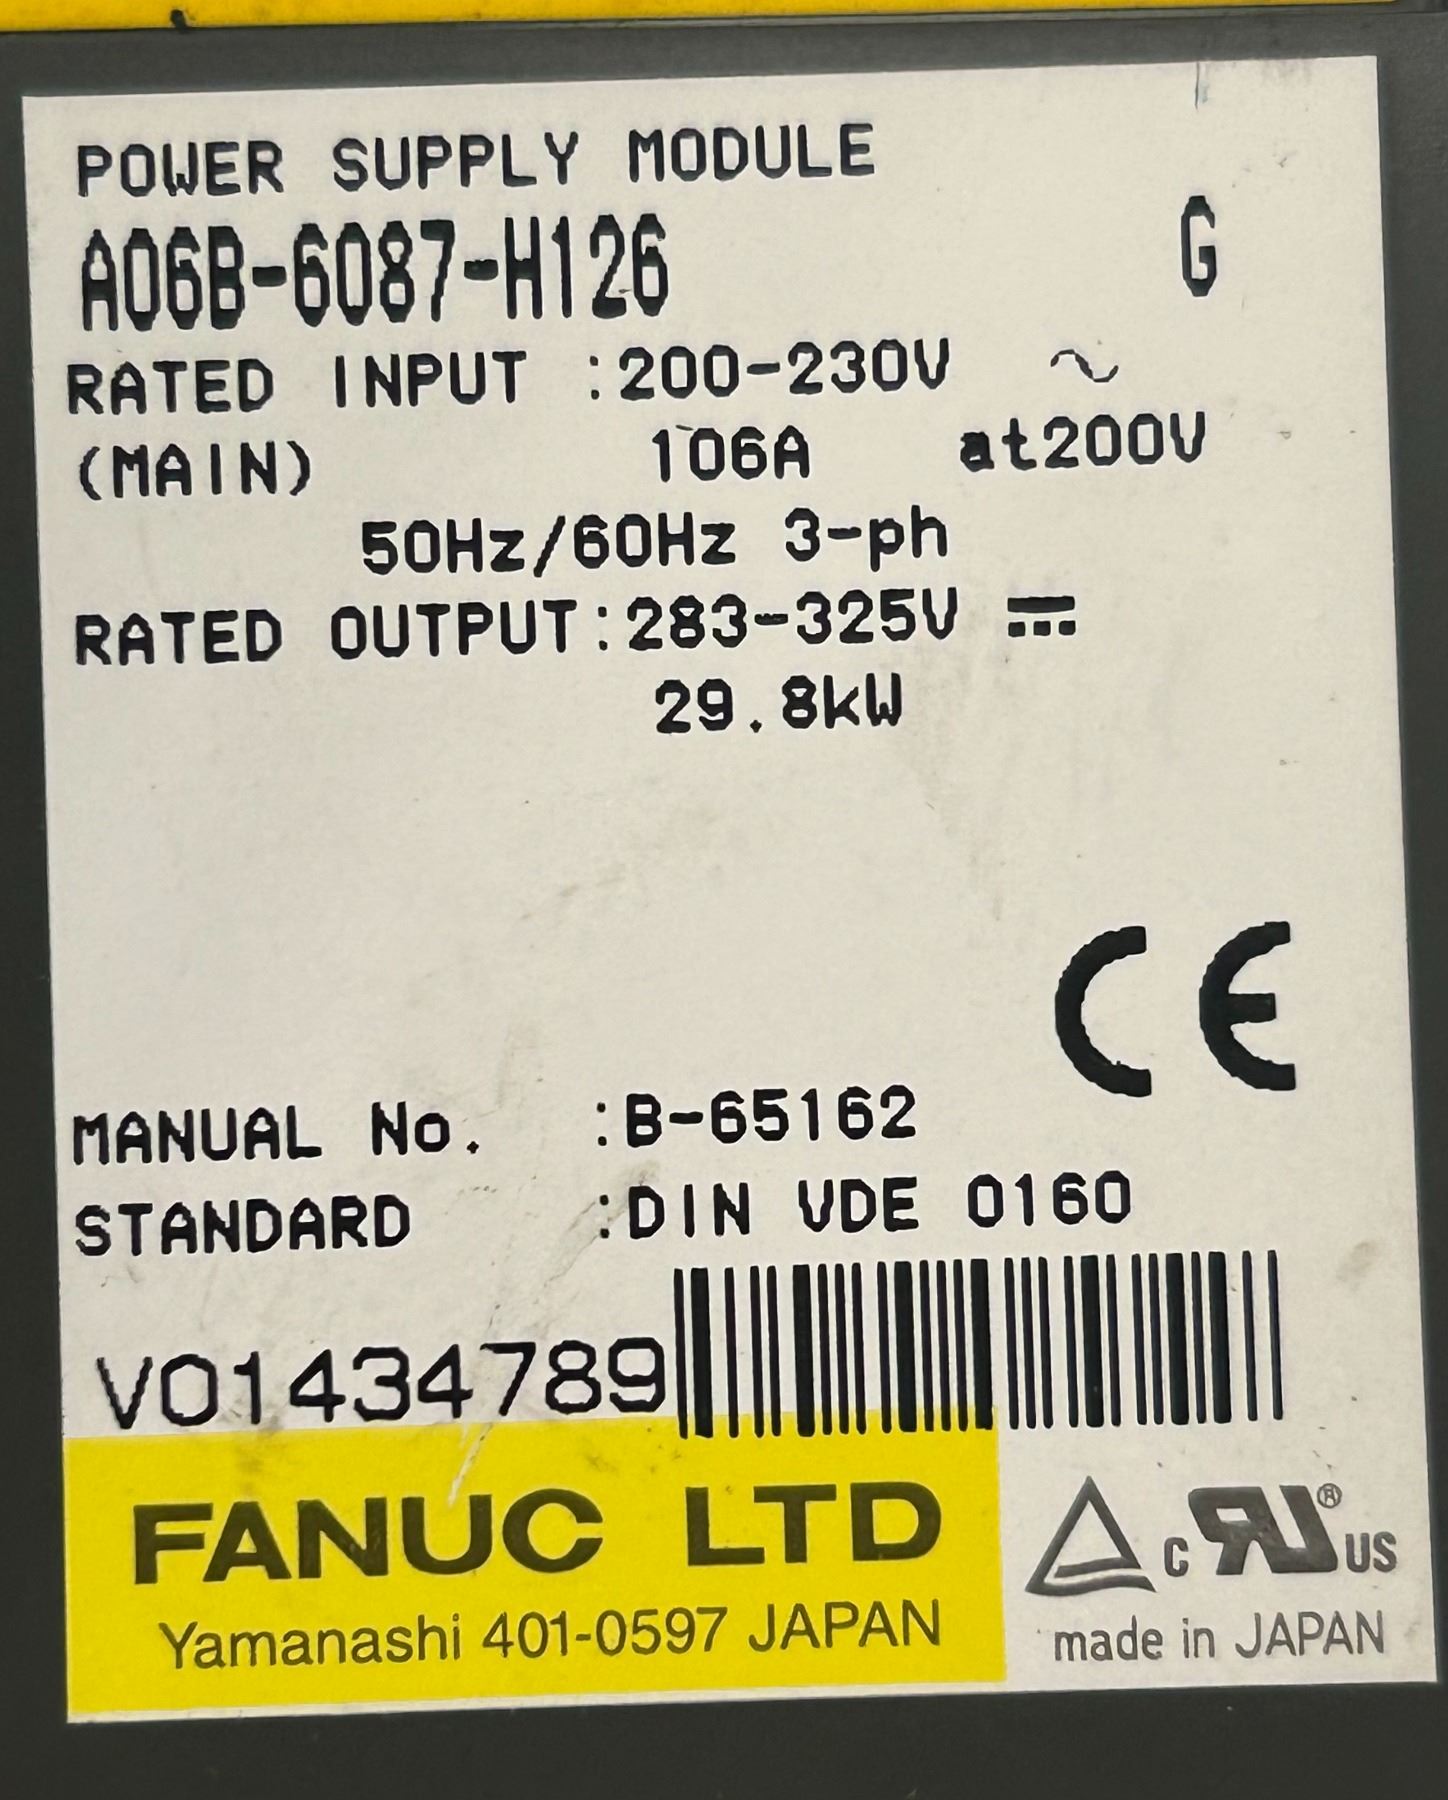 POWER SUPPLY MODULE
A06B-6087-H126 G
RATED INPUT :200-230V ~
(MAIN) 106A at200V
50Hz/60Hz 3-ph
RATED OUTPUT:283-325V ⎓
29.8kW
CE
MANUAL No. :B-65162
STANDARD :DIN VDE 0160
V01434789
FANUC LTD
Yamanashi 401-0597 JAPAN
c RU® US
made in JAPAN